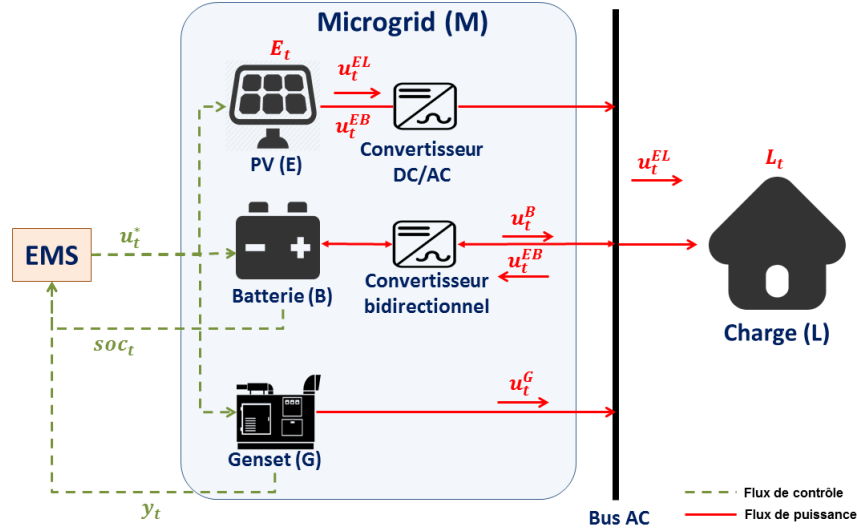 Microgrid (M)
E_t
u_t^{EL}
u_t^{EB}
PV (E)
Convertisseur
DC/AC
u_t^{EL}
L_t
EMS
u_t^*
u_t^B
u_t^{EB}
Batterie (B)
Convertisseur
bidirectionnel
Charge (L)
soc_t
u_t^G
Genset (G)
y_t
Bus AC
Flux de contrôle
Flux de puissance